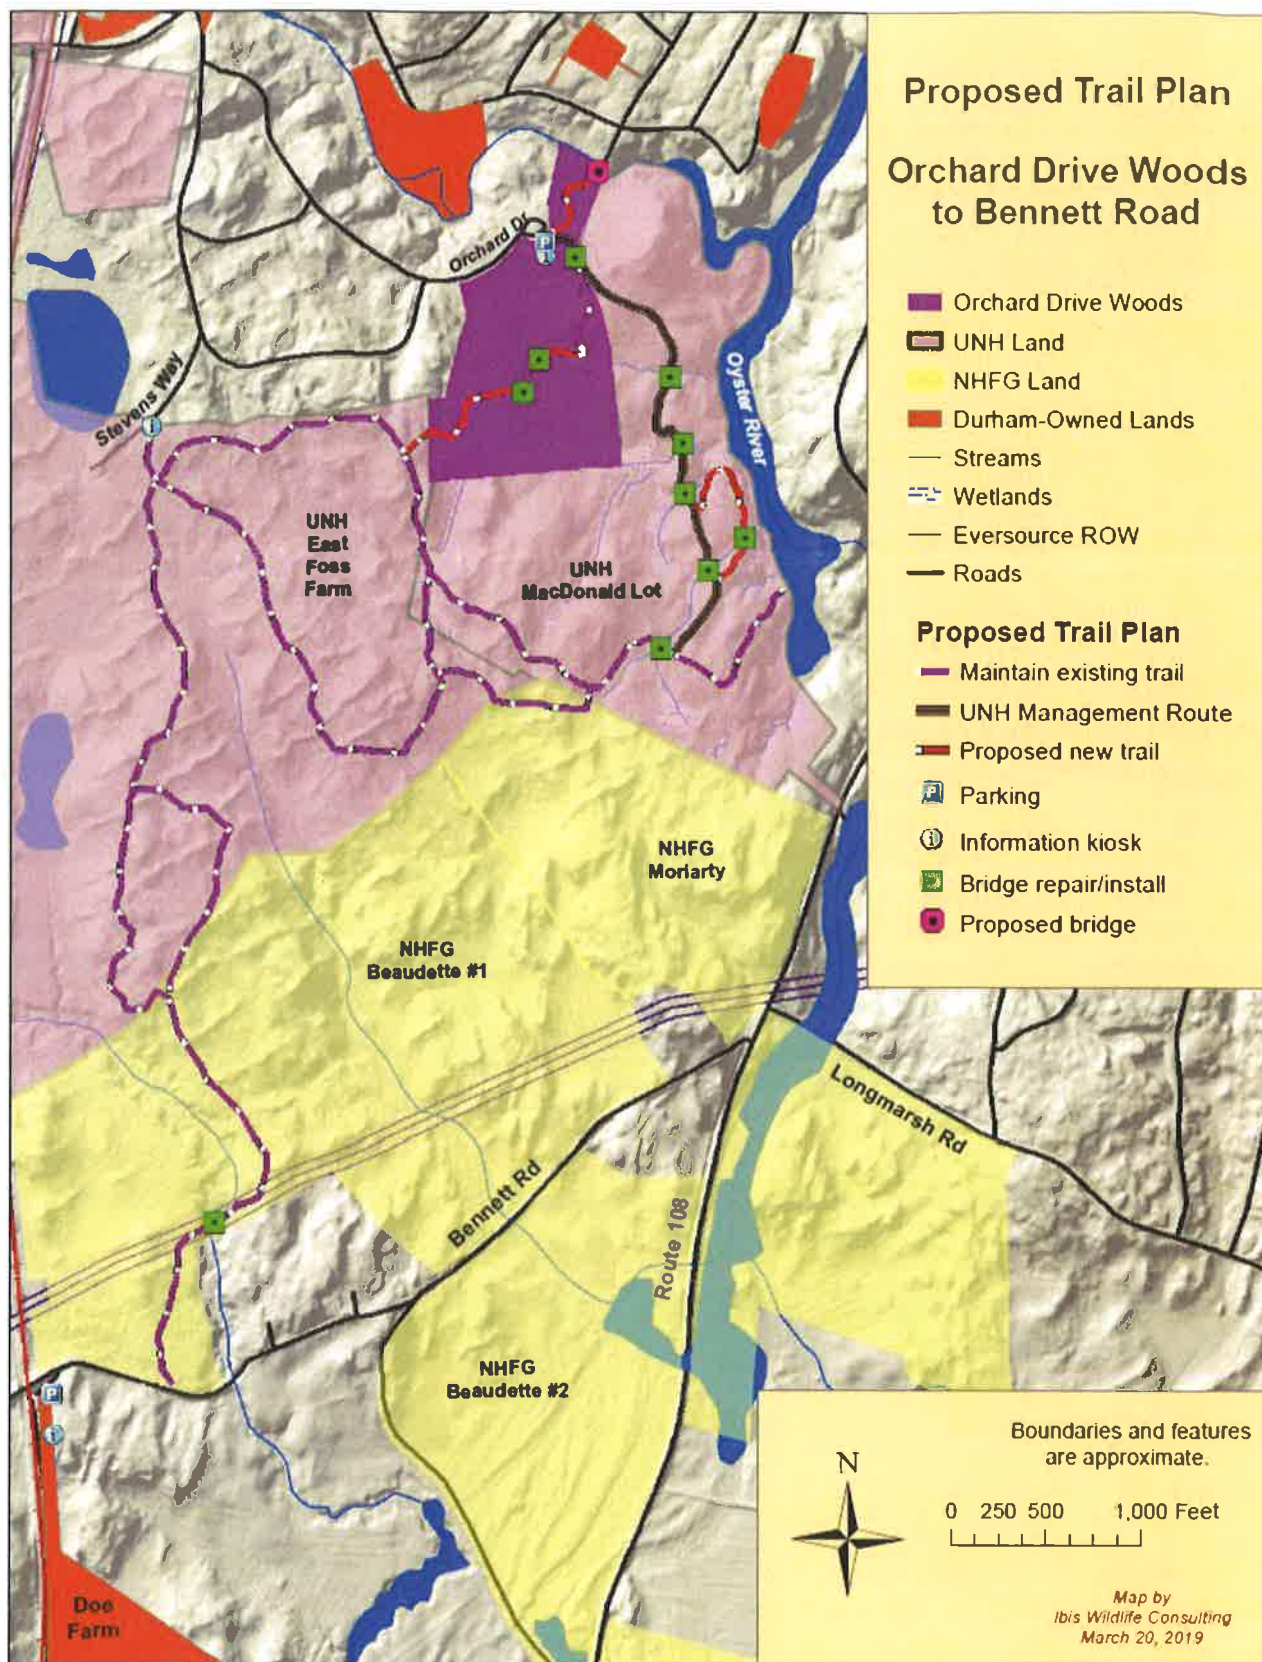 Proposed Trail Plan
Orchard Drive Woods
to Bennett Road
Orchard Drive Woods
UNH Land
NHFG Land
Durham-Owned Lands
Streams
Wetlands
Eversource ROW
Roads
Proposed Trail Plan
Maintain existing trail
UNH Management Route
Proposed new trail
P
Parking
i
Information kiosk
Bridge repair/install
Proposed bridge
Orchard Dr
P
i
Stevens Way
i
Oyster River
UNH
East
Foss
Farm
UNH
MacDonald Lot
NHFG
Moriarty
NHFG
Beaudette #1
Longmarsh Rd
Bennett Rd
Route 108
NHFG
Beaudette #2
P
i
Doe
Farm
Boundaries and features
are approximate.
N
0 250 500 1,000 Feet
Map by
Ibis Wildlife Consulting
March 20, 2019